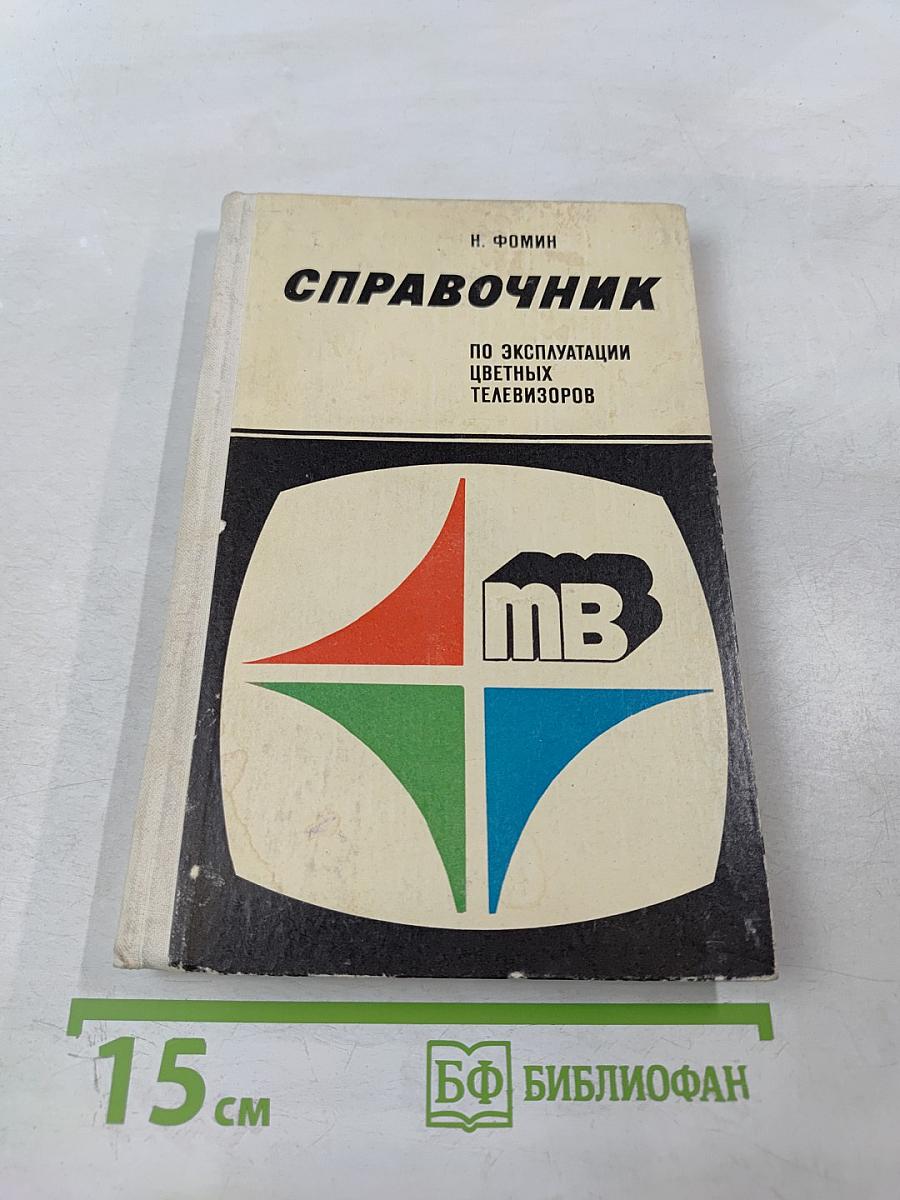 Н. ФОМИН
СПРАВОЧНИК
ПО ЭКСПЛУАТАЦИИ
ЦВЕТНЫХ
ТЕЛЕВИЗОРОВ
ТВ
15 см
БФ БИБЛИОФАН